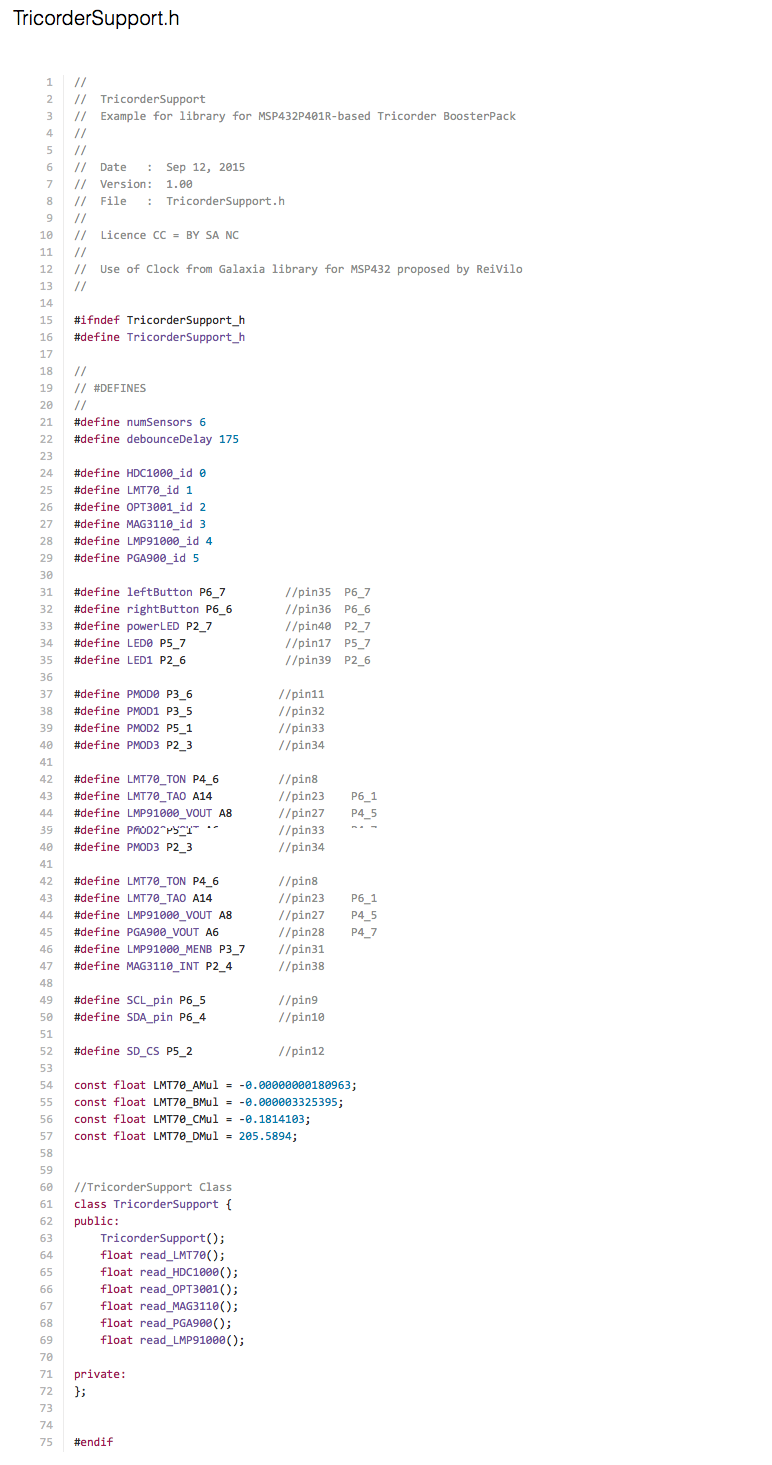 TricorderSupport.h
1 //
2 //  TricorderSupport
3 //  Example for library for MSP432P401R-based Tricorder BoosterPack
4 //
5 //
6 //  Date   :  Sep 12, 2015
7 //  Version:  1.00
8 //  File   :  TricorderSupport.h
9 //
10 //  Licence CC = BY SA NC
11 //
12 //  Use of Clock from Galaxia library for MSP432 proposed by ReiVilo
13 //
14
15 #ifndef TricorderSupport_h
16 #define TricorderSupport_h
17
18 //
19 // #DEFINES
20 //
21 #define numSensors 6
22 #define debounceDelay 175
23
24 #define HDC1000_id 0
25 #define LMT70_id 1
26 #define OPT3001_id 2
27 #define MAG3110_id 3
28 #define LMP91000_id 4
29 #define PGA900_id 5
30
31 #define leftButton P6_7         //pin35  P6_7
32 #define rightButton P6_6        //pin36  P6_6
33 #define powerLED P2_7           //pin40  P2_7
34 #define LED0 P5_7               //pin17  P5_7
35 #define LED1 P2_6               //pin39  P2_6
36
37 #define PMOD0 P3_6             //pin11
38 #define PMOD1 P3_5             //pin32
39 #define PMOD2 P5_1             //pin33
40 #define PMOD3 P2_3             //pin34
41
42 #define LMT70_TON P4_6         //pin8
43 #define LMT70_TAO A14          //pin23    P6_1
44 #define LMP91000_VOUT A8       //pin27    P4_5
39 #define //pin33
40 #define PMOD3 P2_3             //pin34
41
42 #define LMT70_TON P4_6         //pin8
43 #define LMT70_TAO A14          //pin23    P6_1
44 #define LMP91000_VOUT A8       //pin27    P4_5
45 #define PGA900_VOUT A6         //pin28    P4_7
46 #define LMP91000_MENB P3_7     //pin31
47 #define MAG3110_INT P2_4       //pin38
48
49 #define SCL_pin P6_5           //pin9
50 #define SDA_pin P6_4           //pin10
51
52 #define SD_CS P5_2             //pin12
53
54 const float LMT70_AMul = -0.00000000180963;
55 const float LMT70_BMul = -0.000003325395;
56 const float LMT70_CMul = -0.1814103;
57 const float LMT70_DMul = 205.5894;
58
59
60 //TricorderSupport Class
61 class TricorderSupport {
62 public:
63     TricorderSupport();
64     float read_LMT70();
65     float read_HDC1000();
66     float read_OPT3001();
67     float read_MAG3110();
68     float read_PGA900();
69     float read_LMP91000();
70
71 private:
72 };
73
74
75 #endif